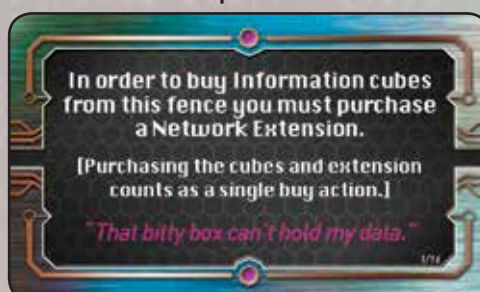 In order to buy Information cubes
from this fence you must purchase
a Network Extension.
[Purchasing the cubes and extension
counts as a single buy action.]
"That bitty box can't hold my data."